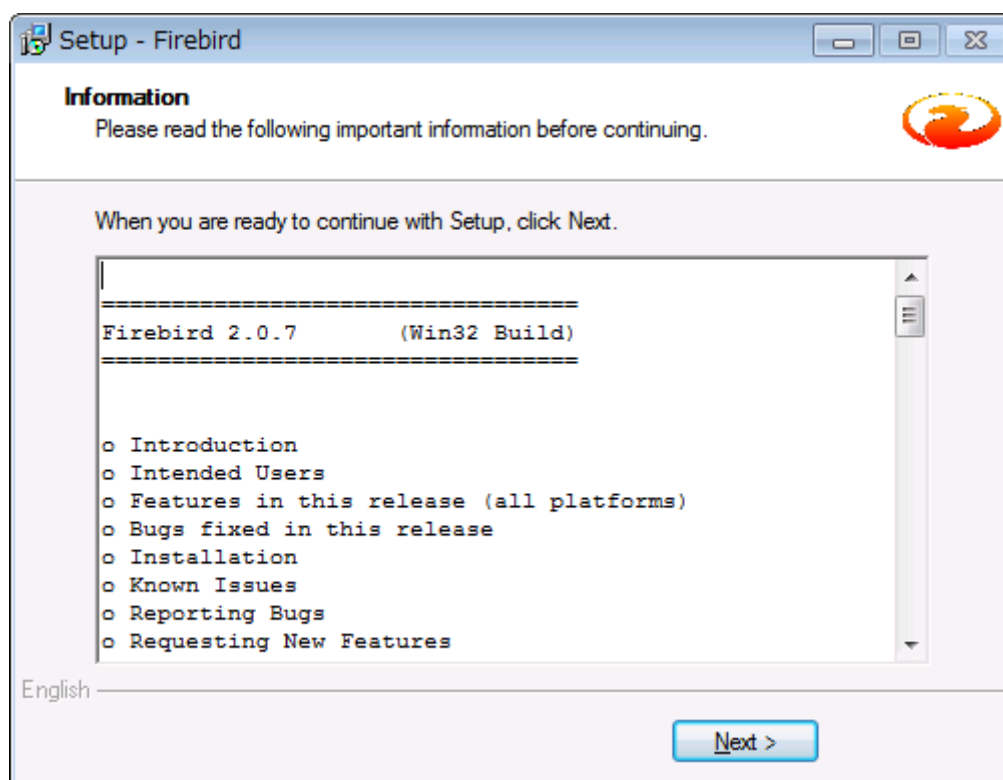 Setup - Firebird
Information
Please read the following important information before continuing.
When you are ready to continue with Setup, click Next.
==================================
Firebird 2.0.7       (Win32 Build)
==================================
o Introduction
o Intended Users
o Features in this release (all platforms)
o Bugs fixed in this release
o Installation
o Known Issues
o Reporting Bugs
o Requesting New Features
English
Next >